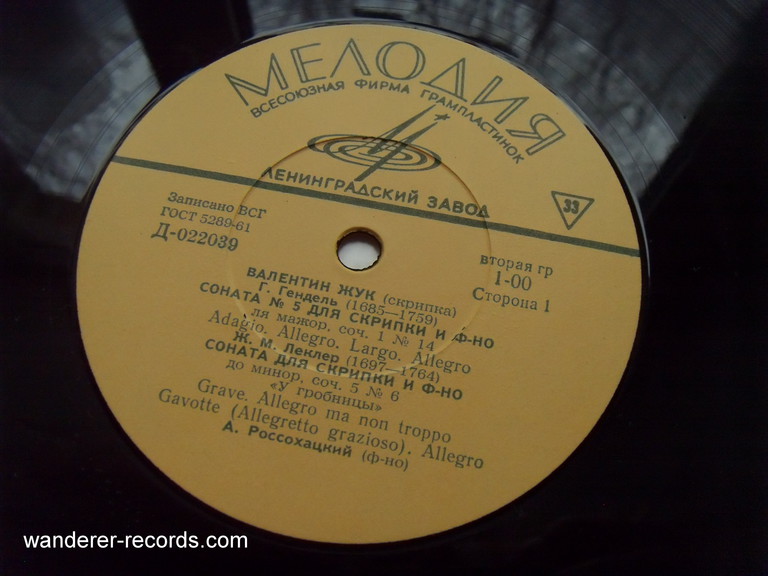 МЕЛОДИЯ
ВСЕСОЮЗНАЯ ФИРМА ГРАМПЛАСТИНОК
ЛЕНИНГРАДСКИЙ ЗАВОД
33
Записано ВСГ
ГОСТ 5289-61
Д-022039
вторая гр
1-00
Сторона 1
ВАЛЕНТИН ЖУК (скрипка)
Г. Гендель (1685—1759)
СОНАТА № 5 ДЛЯ СКРИПКИ И Ф-НО
ля мажор, соч. 1 № 14
Adagio. Allegro. Largo. Allegro
Ж. М. Леклер (1697—1764)
СОНАТА ДЛЯ СКРИПКИ И Ф-НО
до минор, соч. 5 № 6
«У гробницы»
Grave. Allegro ma non troppo
Gavotte (Allegretto grazioso). Allegro
А. Россохацкий (ф-но)
wanderer-records.com